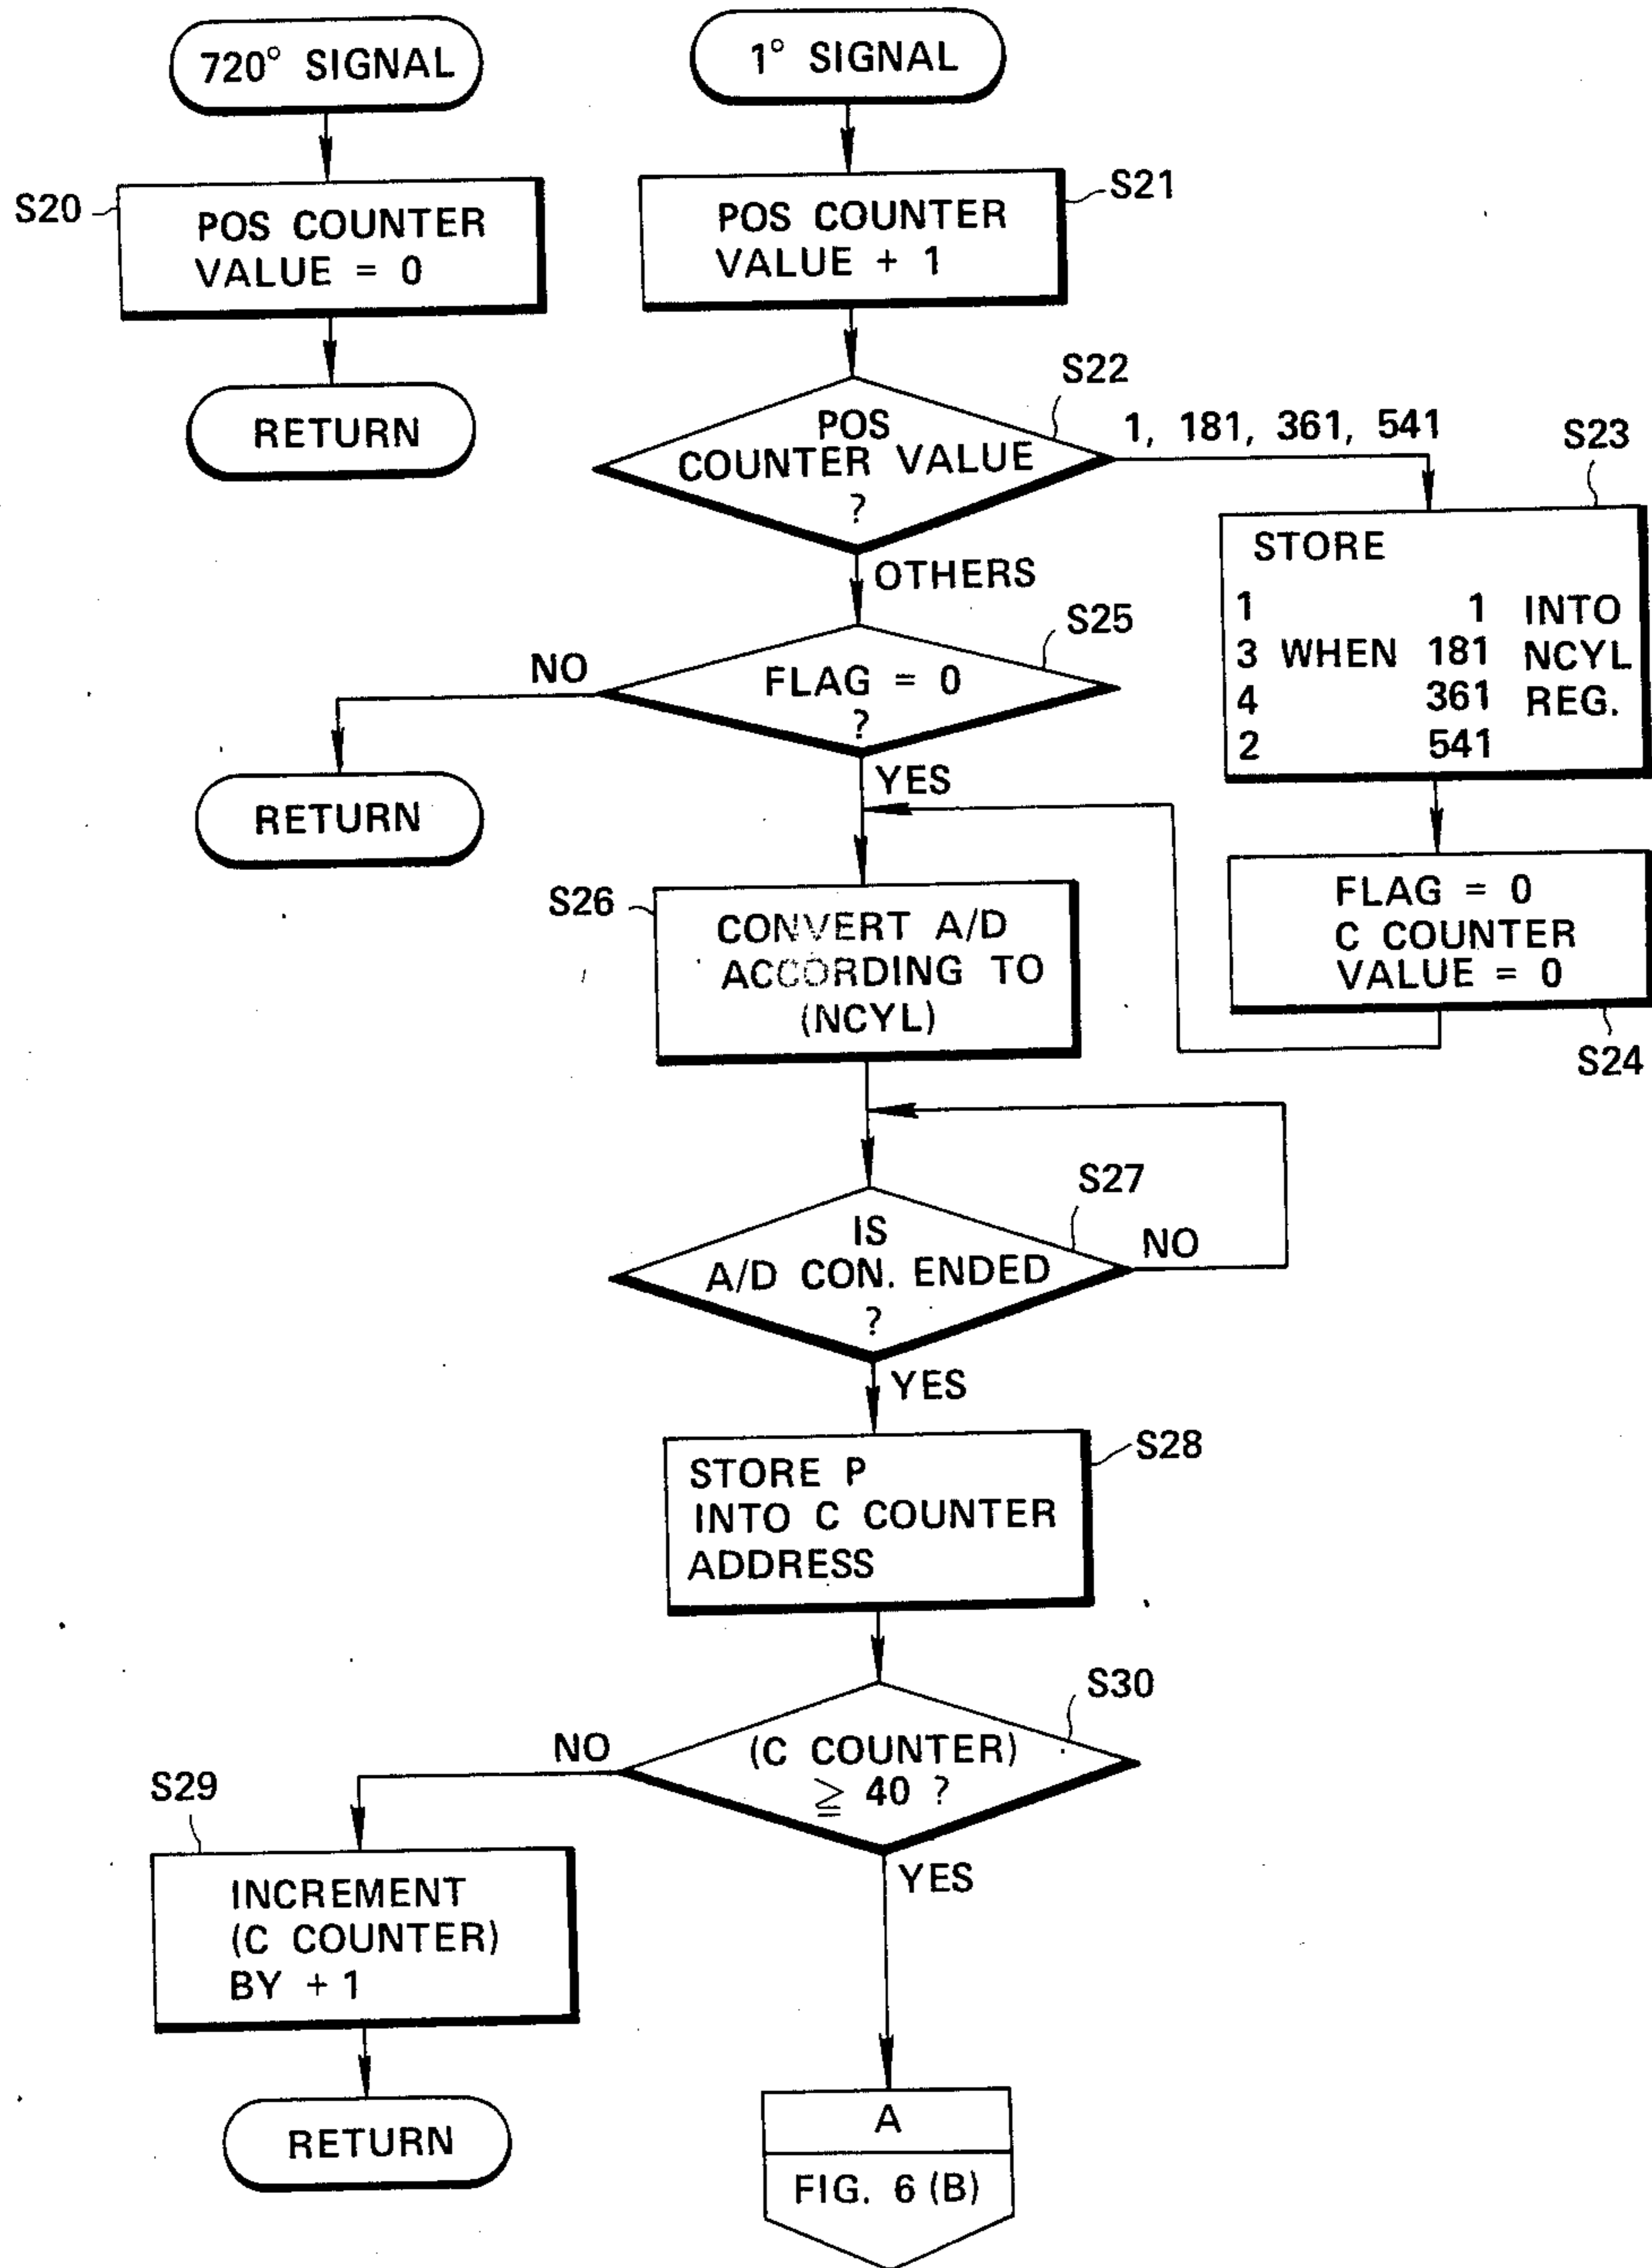 720° SIGNAL
1° SIGNAL
S20
POS COUNTER
VALUE = 0
S21
POS COUNTER
VALUE + 1
RETURN
S22
POS
COUNTER VALUE
?
1, 181, 361, 541
OTHERS
S23
STORE
1 1 INTO
3 WHEN 181 NCYL
4 361 REG.
2 541
S25
FLAG = 0
?
NO
YES
RETURN
FLAG = 0
C COUNTER
VALUE = 0
S24
S26
CONVERT A/D
ACCORDING TO
(NCYL)
S27
IS
A/D CON. ENDED
?
NO
YES
S28
STORE P
INTO C COUNTER
ADDRESS
S30
(C COUNTER)
≧ 40 ?
NO
YES
S29
INCREMENT
(C COUNTER)
BY + 1
RETURN
A
FIG. 6 (B)